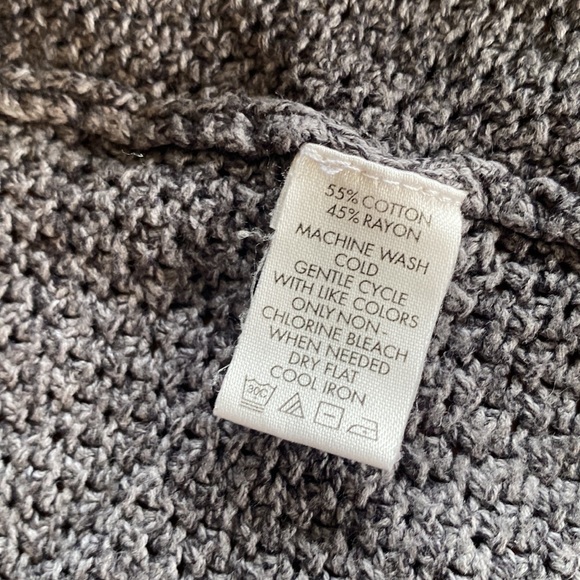 55% COTTON
45% RAYON
MACHINE WASH
COLD
GENTLE CYCLE
WITH LIKE COLORS
ONLY NON-
CHLORINE BLEACH
WHEN NEEDED
DRY FLAT
COOL IRON
30C